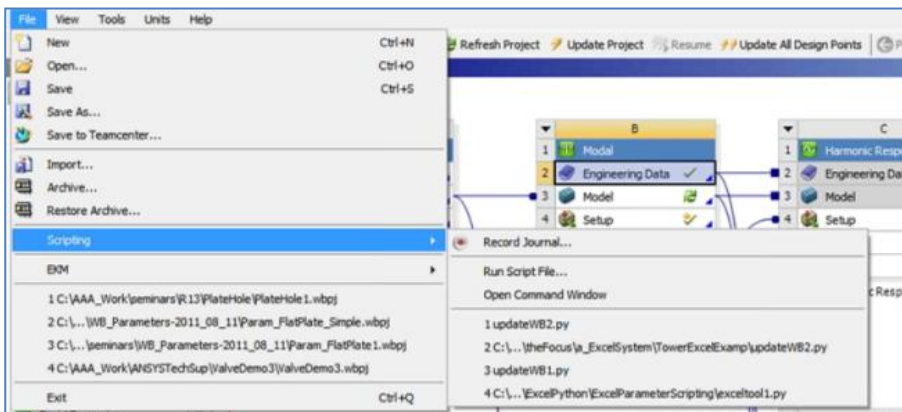 File View Tools Units Help
New Ctrl+N
Open... Ctrl+O
Save Ctrl+S
Save As...
Save to Teamcenter...
Import...
Archive...
Restore Archive...
Scripting
EKM
1 C:\AAA_Work\seminars\R13\PlateHole\PlateHole1.wbpj
2 C:\...\WB_Parameters-2011_08_11\Param_FlatPlate_Simple.wbpj
3 C:\...\seminars\WB_Parameters-2011_08_11\Param_FlatPlate1.wbpj
4 C:\AAA_Work\ANSYSTechSup\ValveDemo3\ValveDemo3.wbpj
Exit Ctrl+Q
Refresh Project Update Project Resume Update All Design Points P
B
1 Modal
2 Engineering Data
3 Model
4 Setup
C
1 Harmonic Resp
2 Engineering Da
3 Model
4 Setup
c Resp
Record Journal...
Run Script File...
Open Command Window
1 updateWB2.py
2 C:\...\theFocus\a_ExcelSystem\TowerExcelExamp\updateWB2.py
3 updateWB1.py
4 C:\...\ExcelPython\ExcelParameterScripting\exceltool1.py